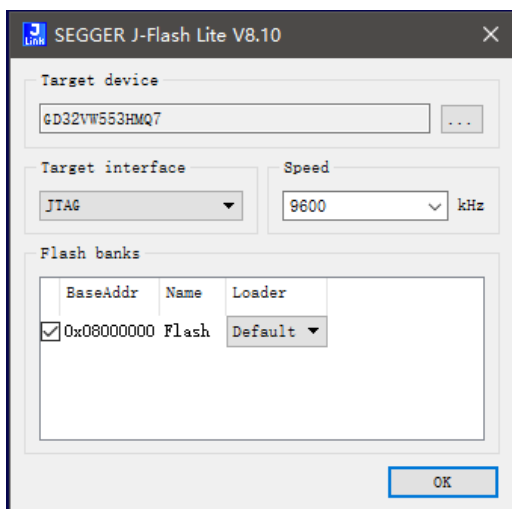 SEGGER J-Flash Lite V8.10
Target device
GD32VW553HMQ7
...
Target interface
Speed
JTAG
9600
kHz
Flash banks
BaseAddr Name Loader
0x08000000 Flash Default
OK